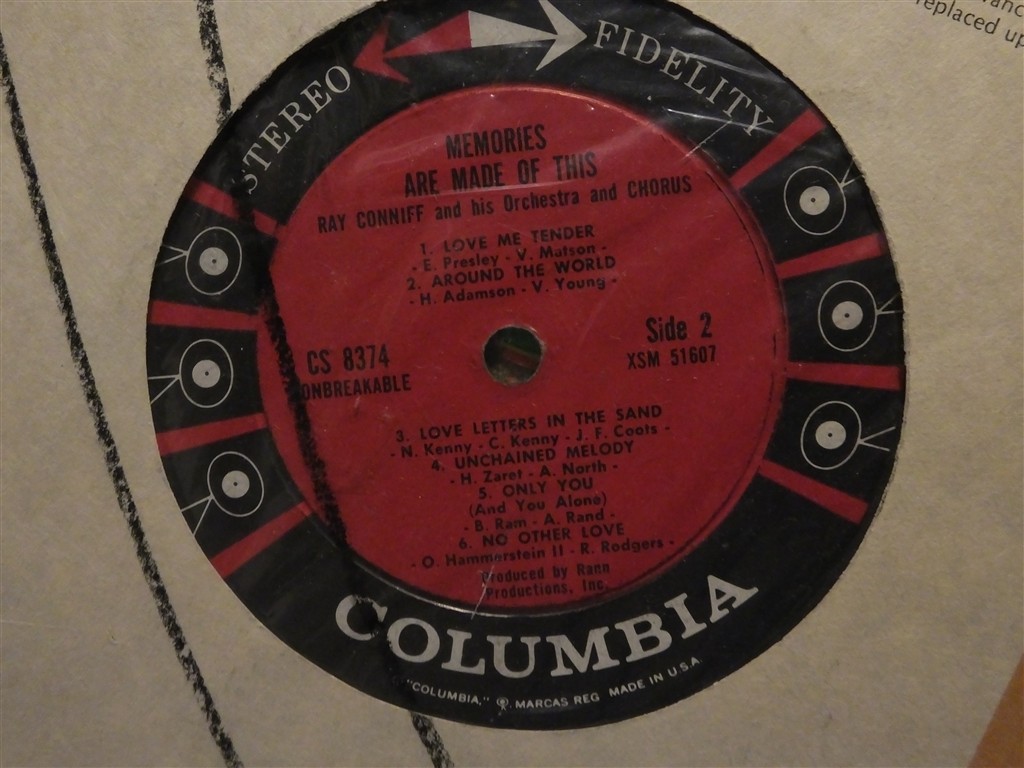 replaced up
STEREO FIDELITY
MEMORIES
ARE MADE OF THIS
RAY CONNIFF and his Orchestra and CHORUS
1. LOVE ME TENDER
- E. Presley - V. Matson -
2. AROUND THE WORLD
- H. Adamson - V. Young -
CS 8374
Side 2
NONBREAKABLE
XSM 51607
3. LOVE LETTERS IN THE SAND
- N. Kenny - C. Kenny - J. F. Coots -
4. UNCHAINED MELODY
- H. Zaret - A. North -
5. ONLY YOU
(And You Alone)
- B. Ram - A. Rand -
6. NO OTHER LOVE
- O. Hammerstein II - R. Rodgers -
Produced by Rann
Productions, Inc.
COLUMBIA
"COLUMBIA," ® MARCAS REG MADE IN U.S.A.